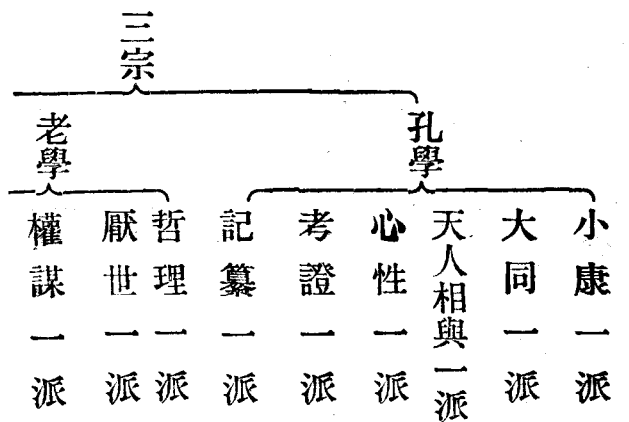 三宗
孔學
小康一派
大同一派
天人相與一派
心性一派
考證一派
記纂一派
老學
哲理一派
厭世一派
權謀一派